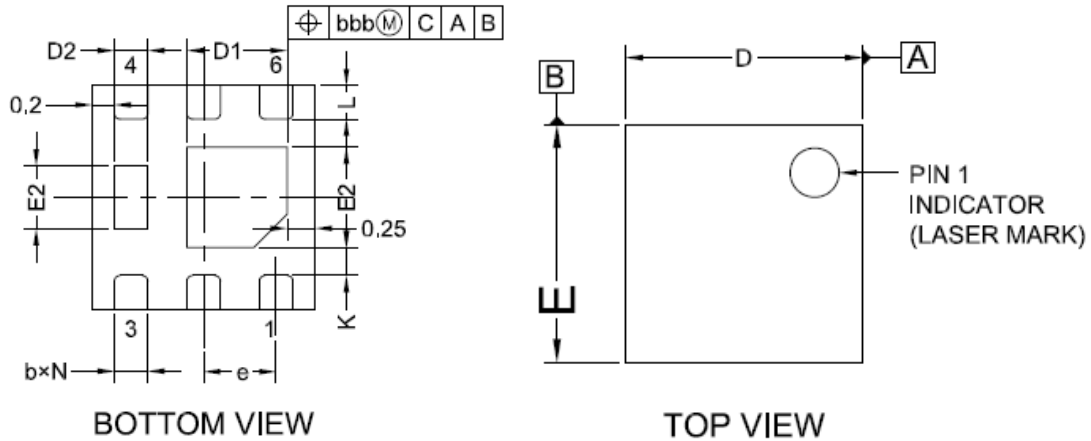 bbbⓂ C A B
D2 D1
4 6
0,2
L
E2 E2
0,25
3 1
K
b×N e
BOTTOM VIEW
D A
B
PIN 1
INDICATOR
(LASER MARK)
E
TOP VIEW